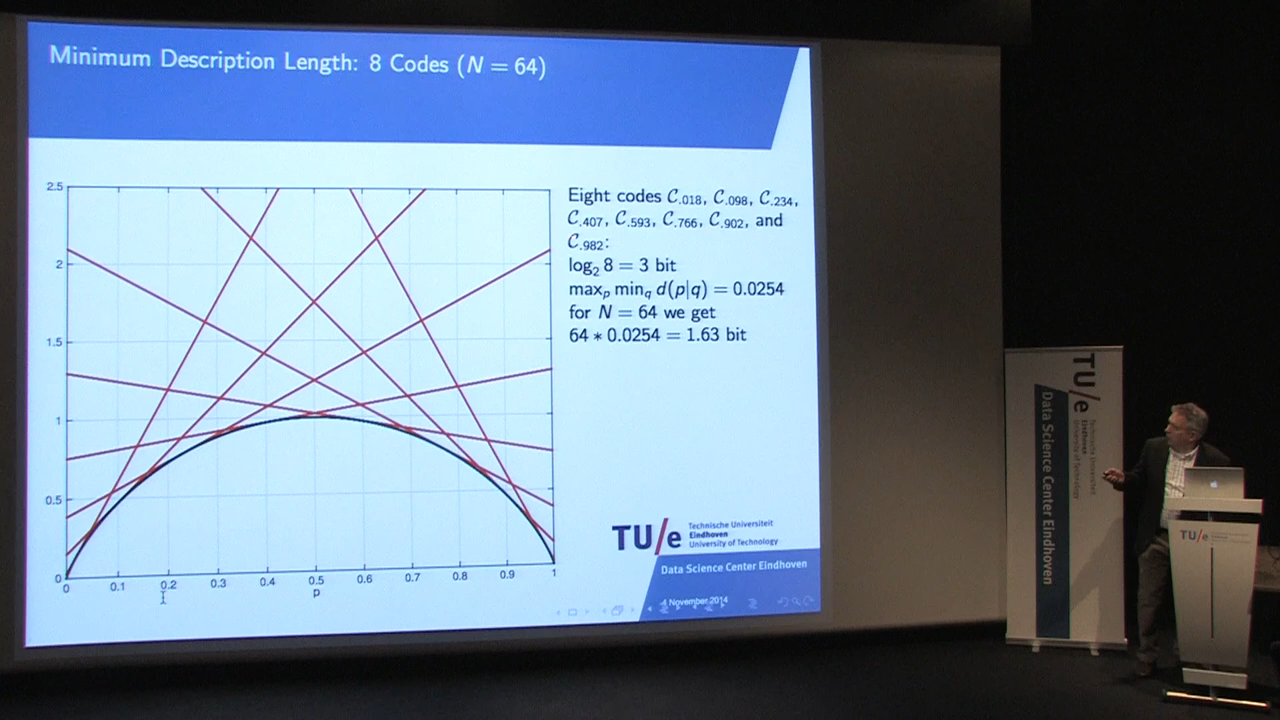 Minimum Description Length: 8 Codes (N = 64)
2.5
2
1.5
1
0.5
0
0 0.1 0.2 0.3 0.4 0.5 0.6 0.7 0.8 0.9 1
p
Eight codes C.018, C.098, C.234,
C.407, C.593, C.766, C.902, and
C.982:
log₂ 8 = 3 bit
maxₚ min_q d(p|q) = 0.0254
for N = 64 we get
64 * 0.0254 = 1.63 bit
TU/e Technische Universiteit
Eindhoven
University of Technology
Data Science Center Eindhoven
4 November 2014
TU/e
Technische Universiteit
Eindhoven
University of Technology
Data Science Center Eindhoven
TU/e